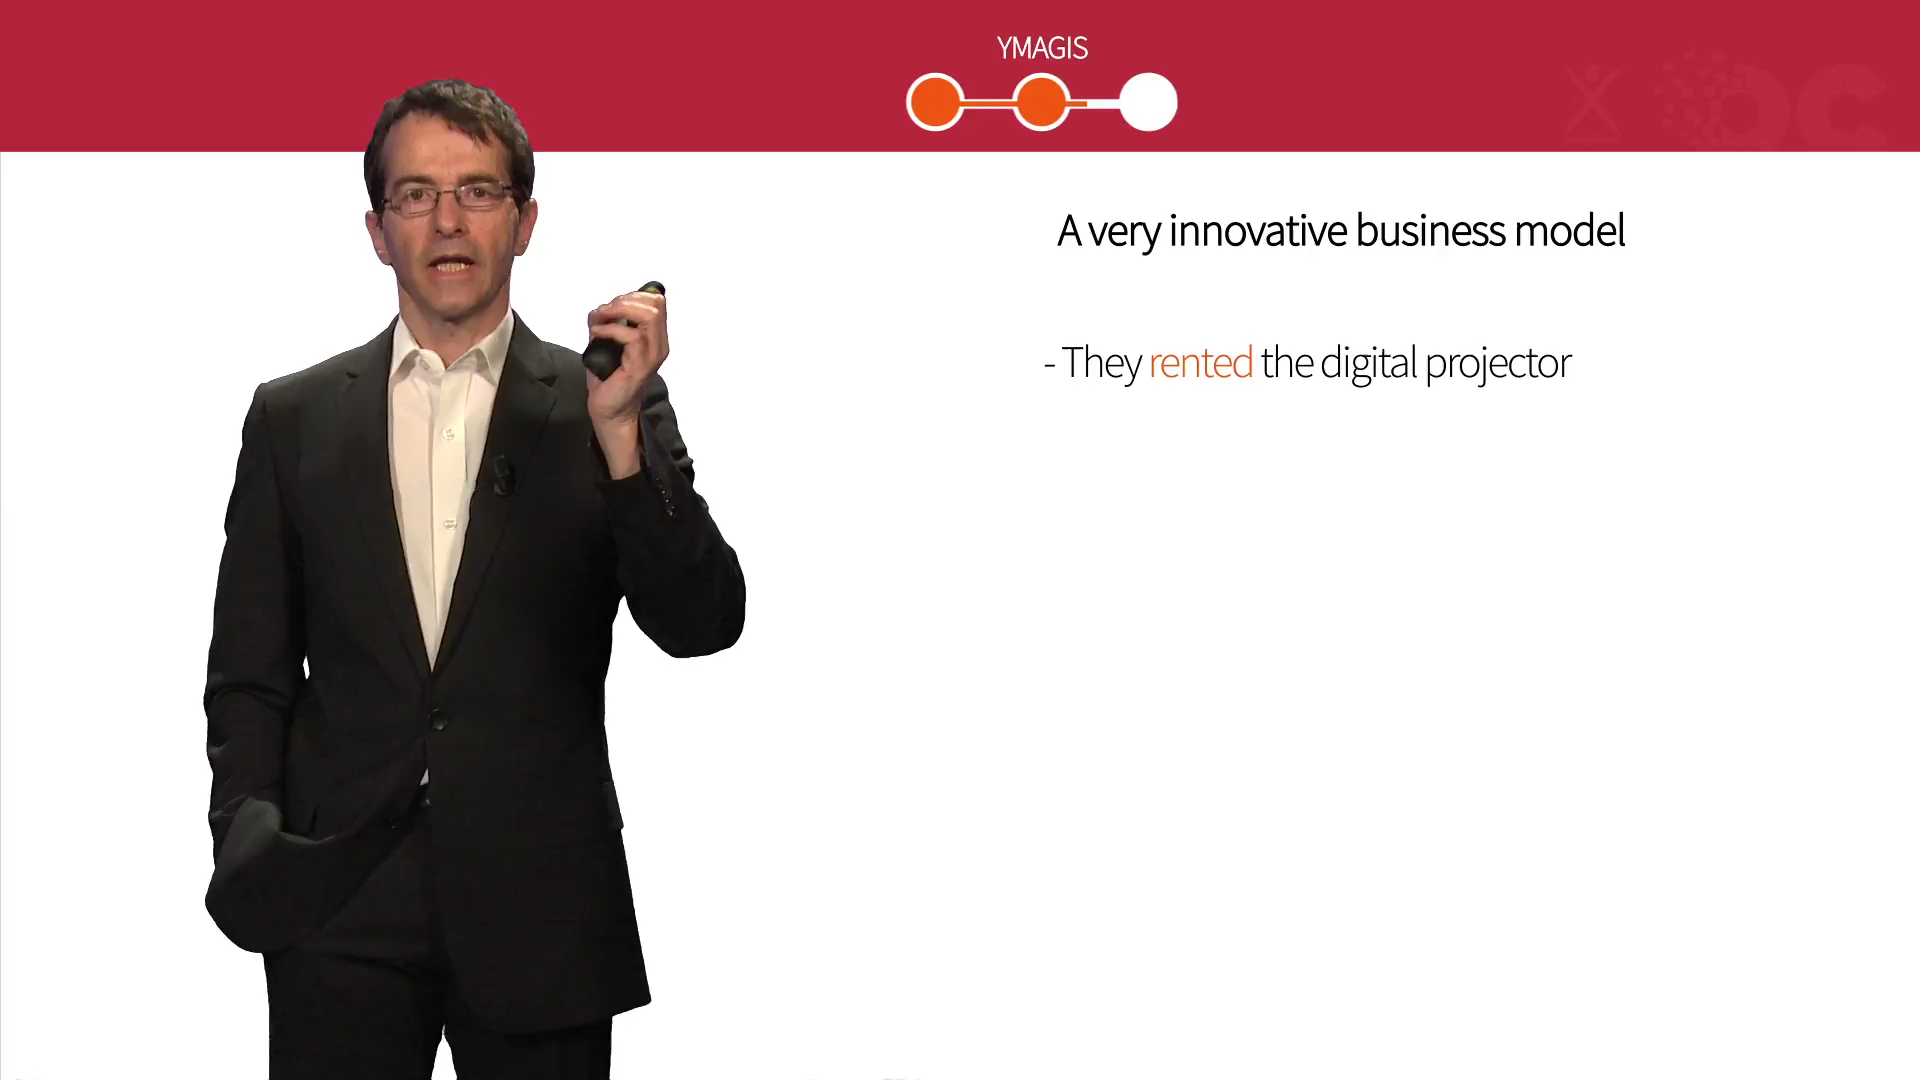 YMAGIS
A very innovative business model
- They rented the digital projector